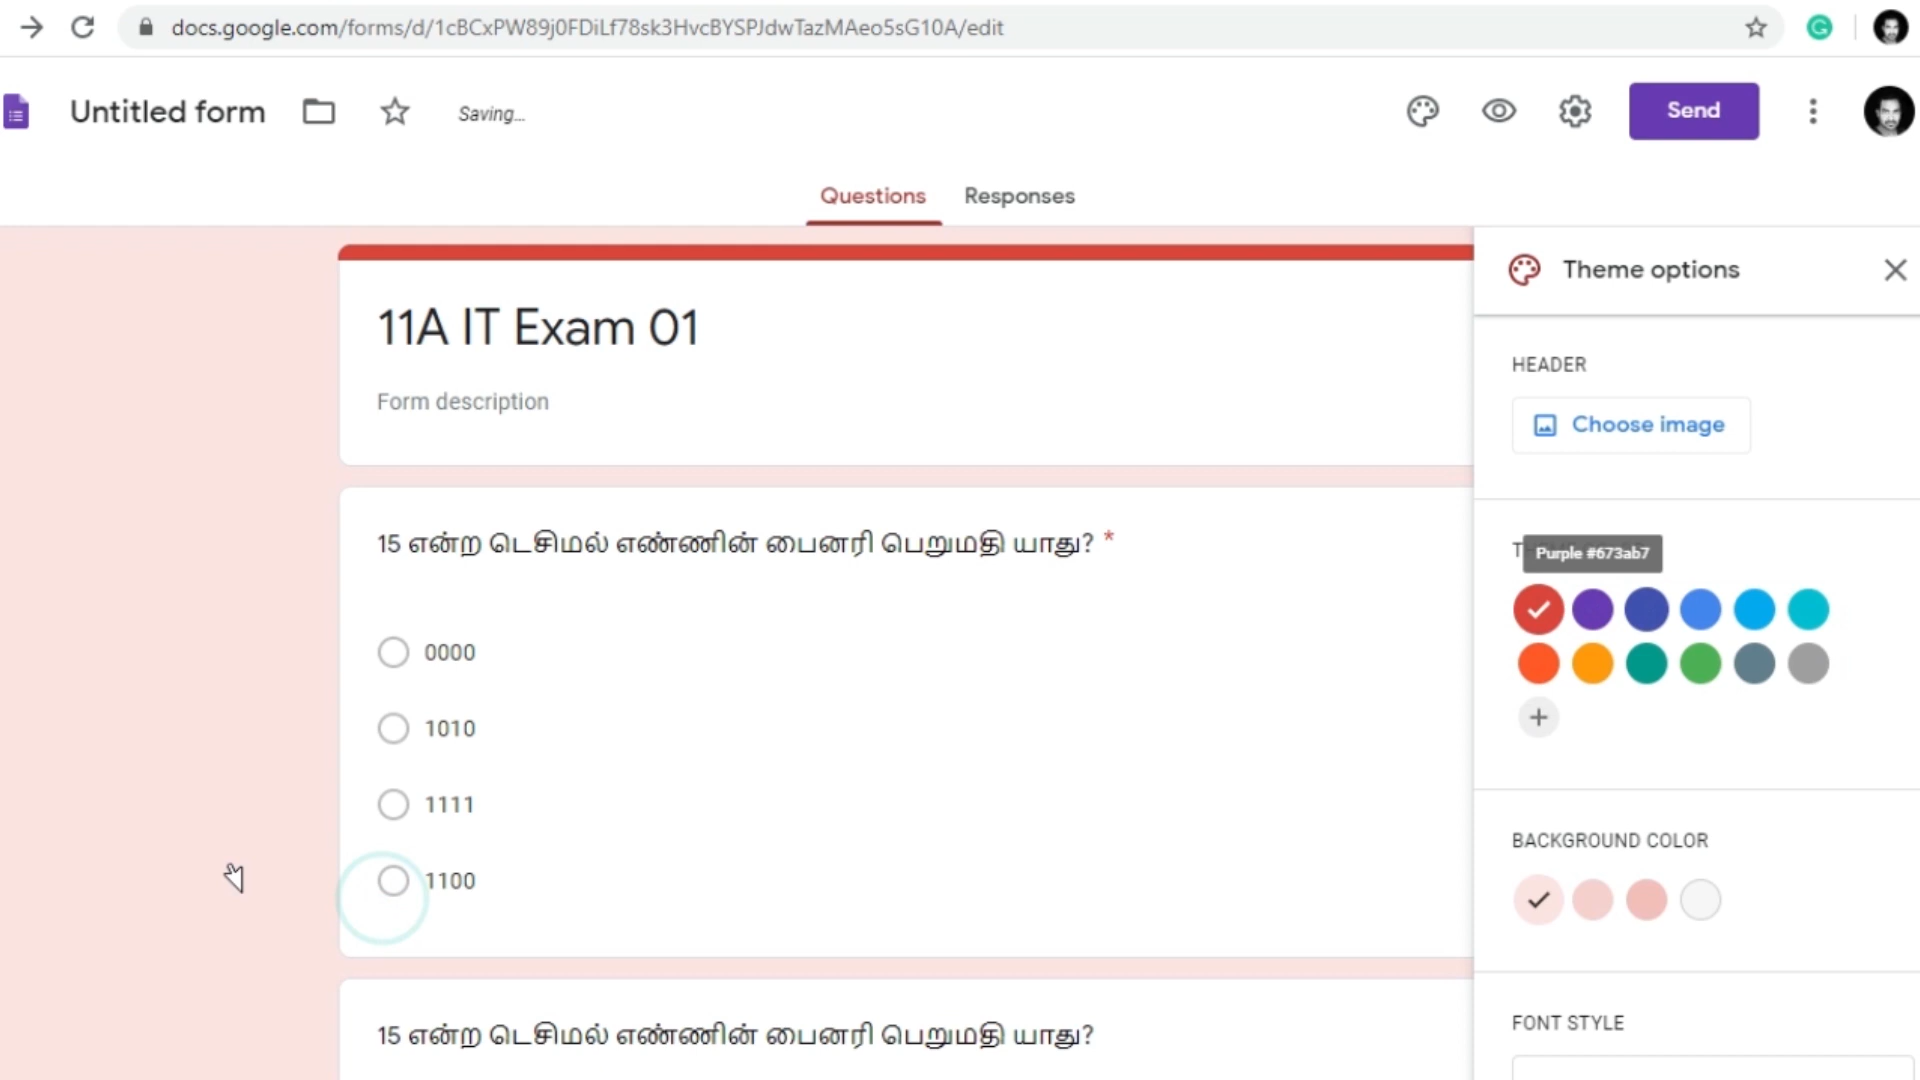 docs.google.com/forms/d/1cBCxPW89j0FDiLf78sk3HvcBYSPJdwTazMAeo5sG10A/edit
Untitled form
Saving...
Send
Questions
Responses
Theme options
11A IT Exam 01
Form description
HEADER
Choose image
15 என்ற டெசிமல் எண்ணின் பைனரி பெறுமதி யாது? *
Purple #673ab7
0000
1010
1111
1100
BACKGROUND COLOR
15 என்ற டெசிமல் எண்ணின் பைனரி பெறுமதி யாது?
FONT STYLE